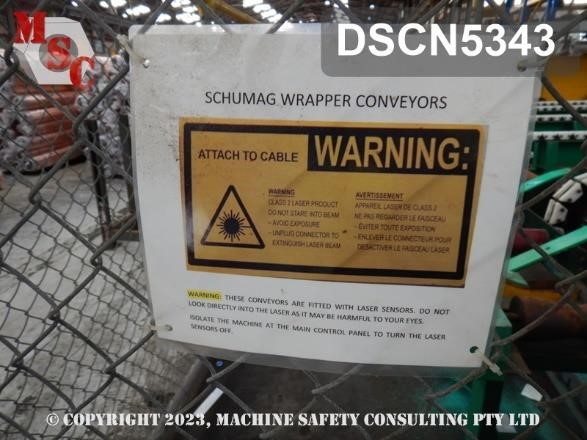 MSC
DSCN5343
SCHUMAG WRAPPER CONVEYORS
ATTACH TO CABLE
WARNING:
WARNING
CLASS 2 LASER PRODUCT
DO NOT STARE INTO BEAM
- AVOID EXPOSURE
- UNPLUG CONNECTOR TO
EXTINGUISH LASER BEAM
AVERTISSEMENT
APPAREIL LASER DE CLASS 2
NE PAS REGARDER LE FAISCEAU
- ÉVITER TOUTE EXPOSITION
- ENLEVER LE CONNECTEUR POUR
DESACTIVER LE FAISCEAU LASER
WARNING: THESE CONVEYORS ARE FITTED WITH LASER SENSORS. DO NOT
LOOK DIRECTLY INTO THE LASER AS IT MAY BE HARMFUL TO YOUR EYES.
ISOLATE THE MACHINE AT THE MAIN CONTROL PANEL TO TURN THE LASER
SENSORS OFF.
© COPYRIGHT 2023, MACHINE SAFETY CONSULTING PTY LTD